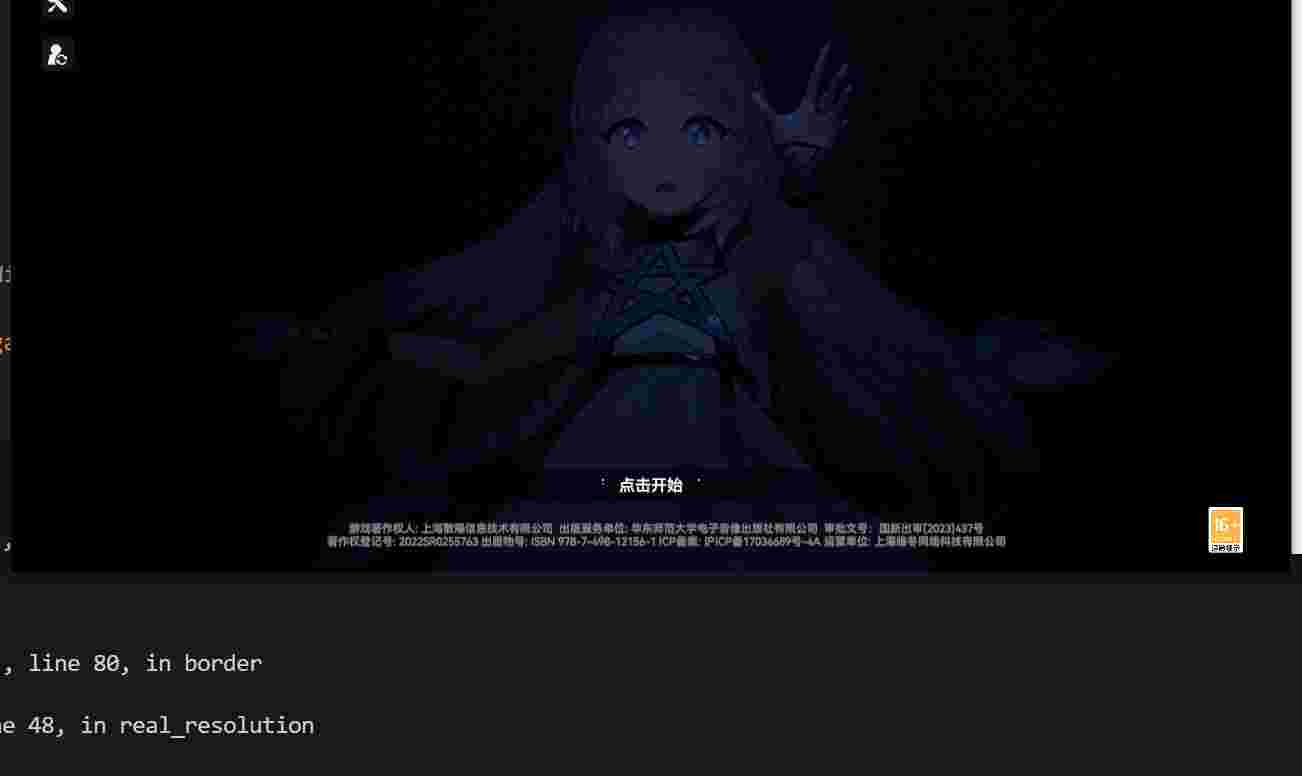 点击开始
游戏著作权人: 上海散爆信息技术有限公司 出版服务单位: 华东师范大学电子音像出版社有限公司 审批文号: 国新出审[2023]437号
著作权登记号: 2022SR0255763 出版物号: ISBN 978-7-498-12156-1 ICP备案: 沪ICP备17036689号-4A 运营单位: 上海暗冬网络科技有限公司
16+
适龄提示
, line 80, in border
e 48, in real_resolution